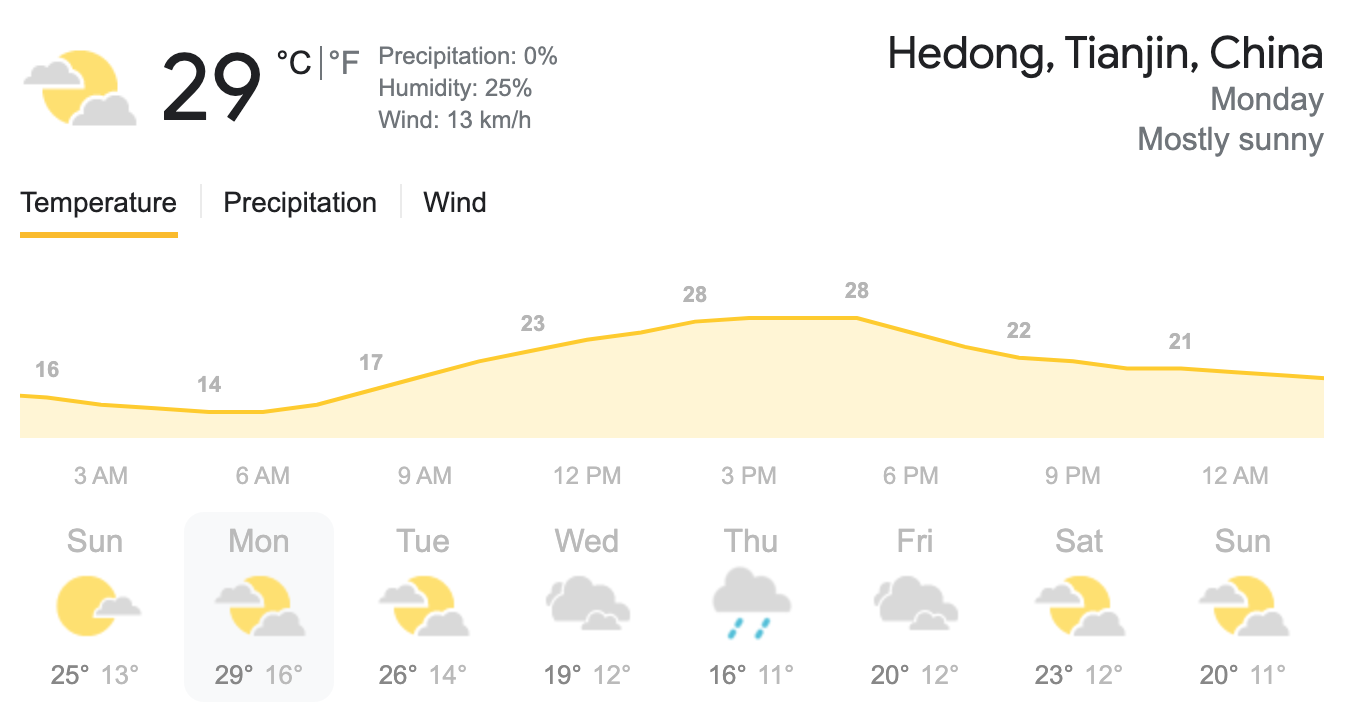 29 °C | °F
Precipitation: 0%
Humidity: 25%
Wind: 13 km/h
Hedong, Tianjin, China
Monday
Mostly sunny
Temperature | Precipitation | Wind
16 14 17 23 28 28 22 21
3 AM 6 AM 9 AM 12 PM 3 PM 6 PM 9 PM 12 AM
Sun Mon Tue Wed Thu Fri Sat Sun
25° 13° 29° 16° 26° 14° 19° 12° 16° 11° 20° 12° 23° 12° 20° 11°